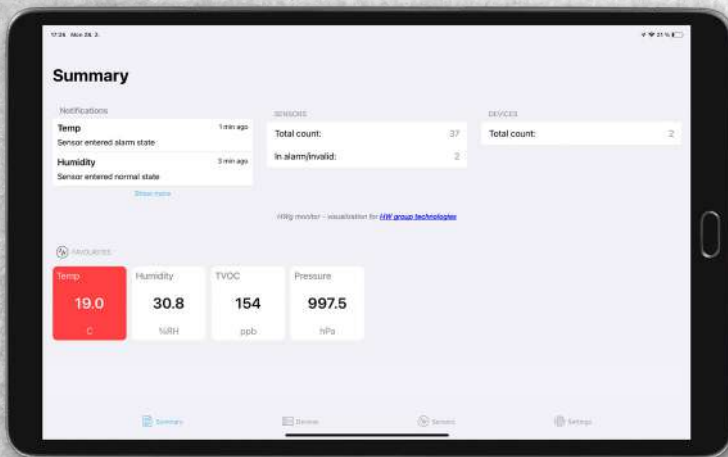 Summary
Notifications
Temp 1 min ago
Sensor entered alarm state
Humidity 3 min ago
Sensor entered normal state
Show more
SENSORS
Total count: 37
In alarm/invalid: 2
DEVICES
Total count: 2
HWg monitor – visualisation for HW group technologies
FAVOURITES
Temp
19.0
C
Humidity
30.8
%RH
TVOC
154
ppb
Pressure
997.5
hPa
Summary
Devices
Sensors
Settings